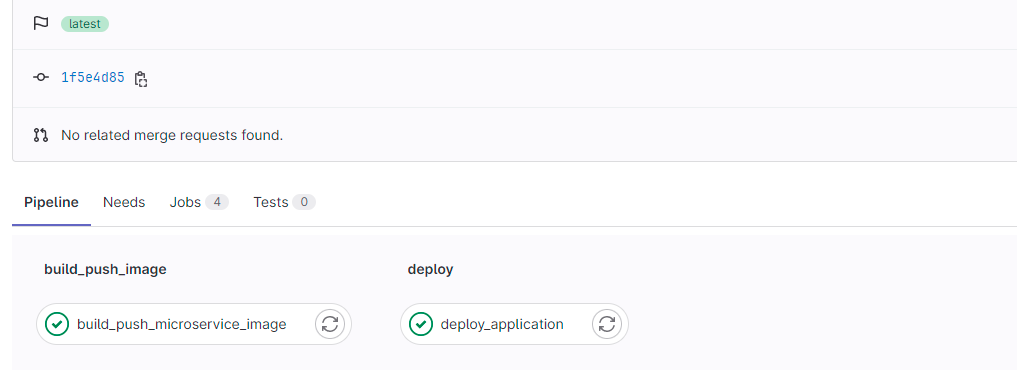 latest
1f5e4d85
No related merge requests found.
Pipeline Needs Jobs 4 Tests 0
build_push_image deploy
build_push_microservice_image deploy_application